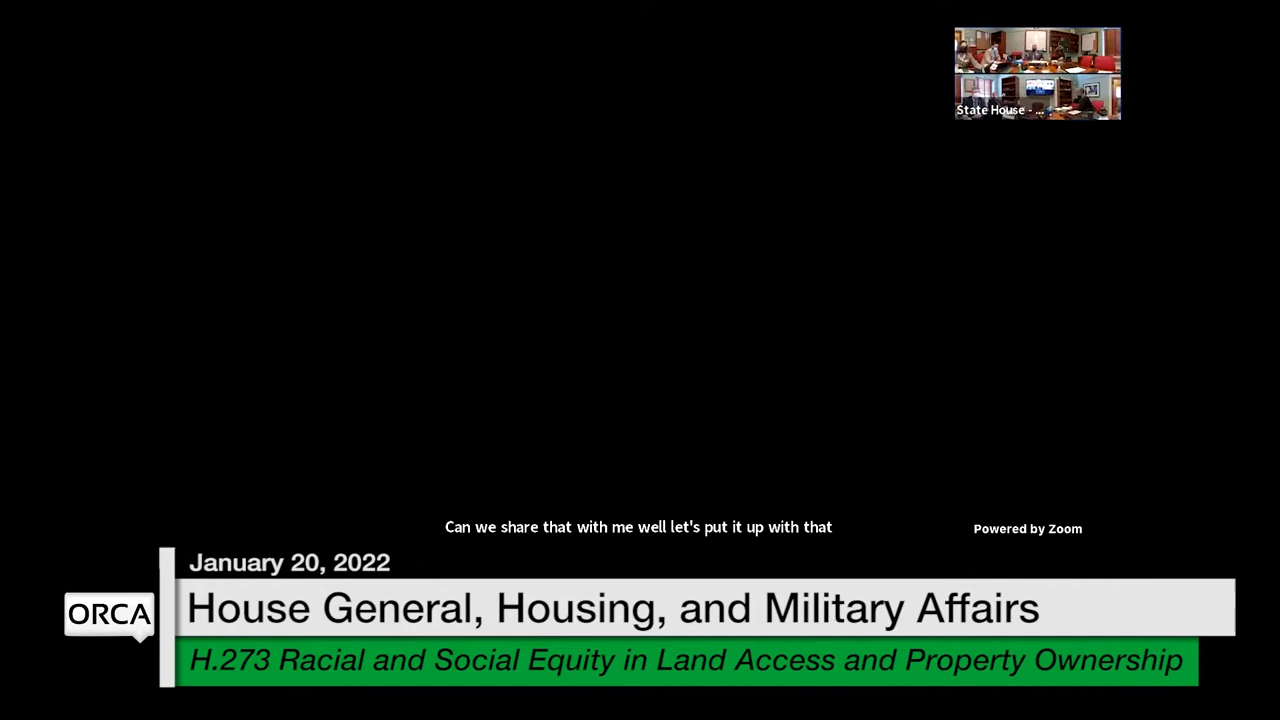 State House - ...
Can we share that with me well let's put it up with that
Powered by Zoom
January 20, 2022
ORCA
House General, Housing, and Military Affairs
H.273 Racial and Social Equity in Land Access and Property Ownership